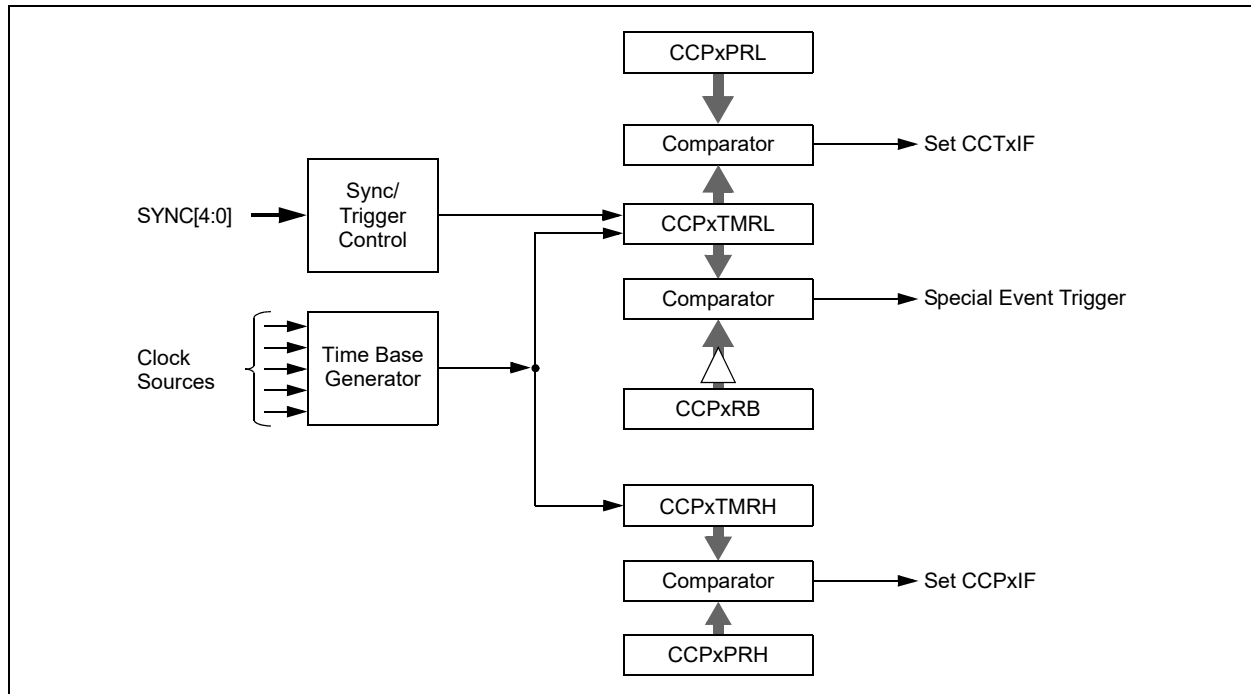 CCPxPRL
Comparator
Set CCTxIF
SYNC[4:0]
Sync/
Trigger
Control
CCPxTMRL
Comparator
Special Event Trigger
Clock
Sources
Time Base
Generator
CCPxRB
CCPxTMRH
Comparator
Set CCPxIF
CCPxPRH